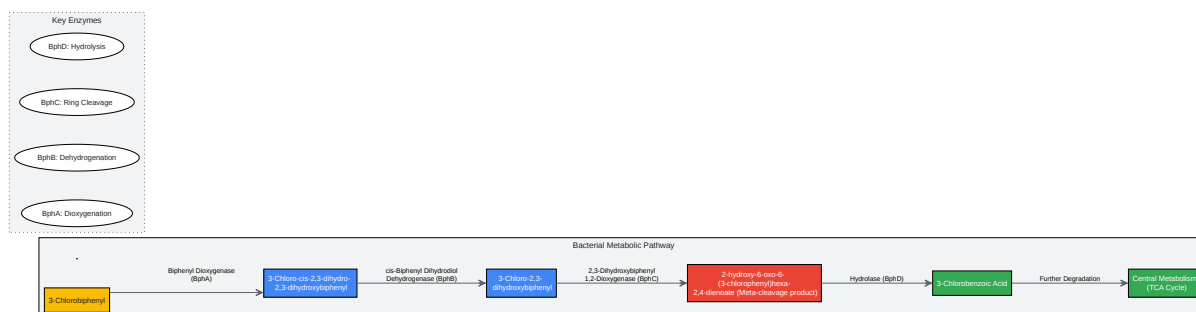 Key Enzymes
BphD: Hydrolysis
BphC: Ring Cleavage
BphB: Dehydrogenation
BphA: Dioxygenation
Bacterial Metabolic Pathway
3-Chlorobiphenyl
Biphenyl Dioxygenase
(BphA)
3-Chloro-cis-2,3-dihydro-
2,3-dihydroxybiphenyl
cis-Biphenyl Dihydrodiol
Dehydrogenase (BphB)
3-Chloro-2,3-
dihydroxybiphenyl
2,3-Dihydroxybiphenyl
1,2-Dioxygenase (BphC)
2-hydroxy-6-oxo-6-
(3-chlorophenyl)hexa-
2,4-dienoate (Meta-cleavage product)
Hydrolase (BphD)
3-Chlorobenzoic Acid
Further Degradation
Central Metabolism
(TCA Cycle)